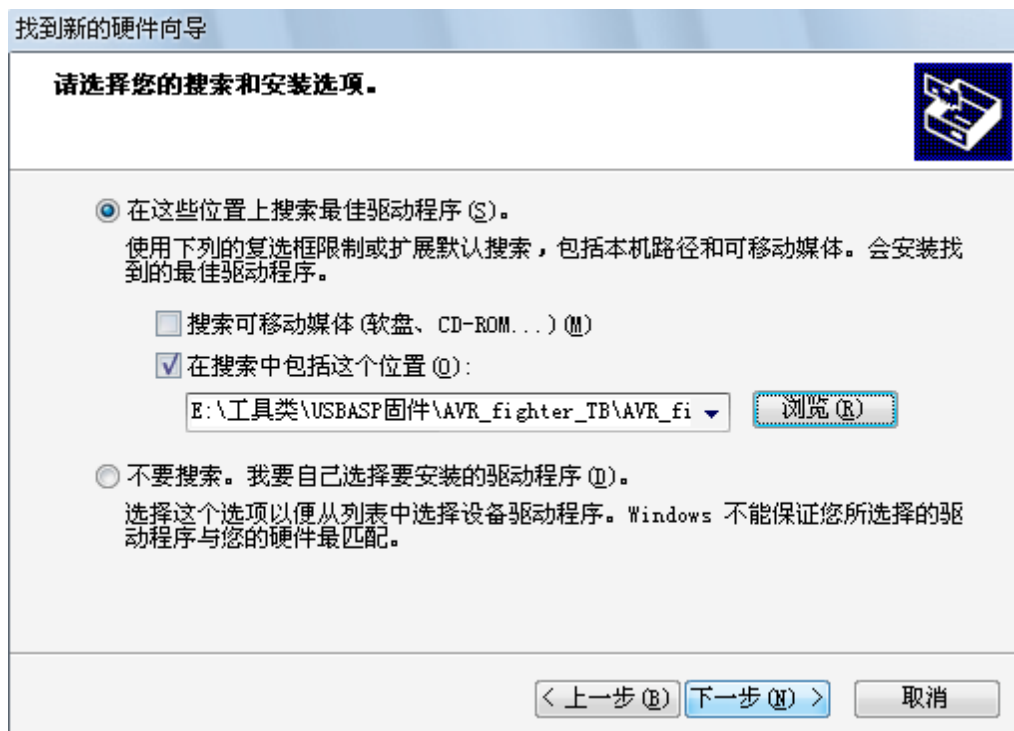 找到新的硬件向导
请选择您的搜索和安装选项。
在这些位置上搜索最佳驱动程序(S)。
使用下列的复选框限制或扩展默认搜索，包括本机路径和可移动媒体。会安装找
到的最佳驱动程序。
搜索可移动媒体(软盘、CD-ROM...)(M)
在搜索中包括这个位置(O):
E:\工具类\USBASP固件\AVR_fighter_TB\AVR_fi
浏览(R)
不要搜索。我要自己选择要安装的驱动程序(D)。
选择这个选项以便从列表中选择设备驱动程序。Windows 不能保证您所选择的驱
动程序与您的硬件最匹配。
< 上一步(B) 下一步(N) > 取消